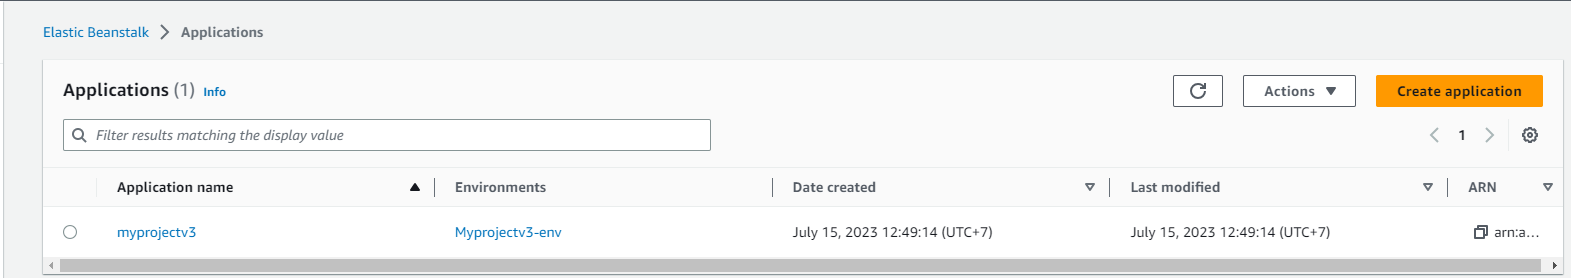 Elastic Beanstalk > Applications
Applications (1) Info
Actions
Create application
Filter results matching the display value
1
Application name Environments Date created Last modified ARN
myprojectv3 Myprojectv3-env July 15, 2023 12:49:14 (UTC+7) July 15, 2023 12:49:14 (UTC+7) arn:a...